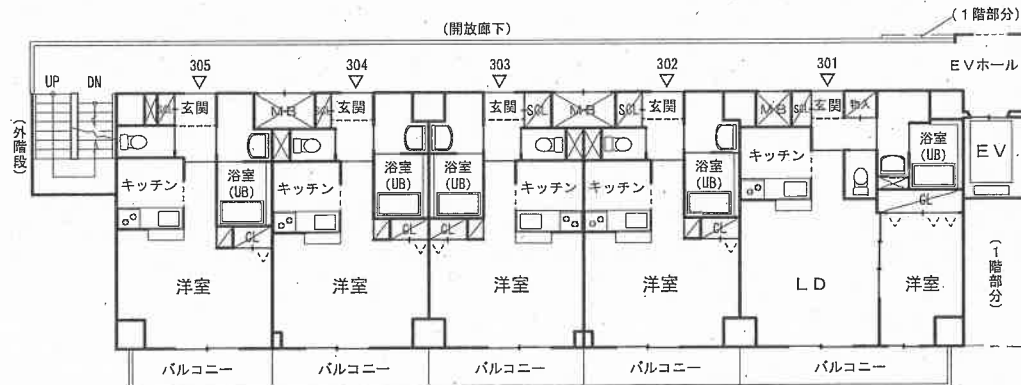 (1階部分)
(開放廊下)
EVホール
305
304
303
302
301
UP
DN
(外階段)
SCL
玄関
MB
SCL
玄関
玄関
SCL
MB
SCL
玄関
MB
SCL
玄関
物入
キッチン
浴室
(UB)
キッチン
浴室
(UB)
浴室
(UB)
キッチン
キッチン
浴室
(UB)
キッチン
浴室
(UB)
EV
CL
CL
CL
CL
CL
洋室
洋室
洋室
洋室
LD
洋室
(1階部分)
バルコニー
バルコニー
バルコニー
バルコニー
バルコニー